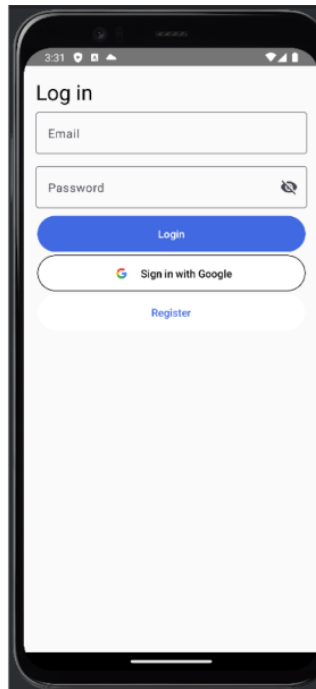 3:31
Log in
Email
Password
Login
Sign in with Google
Register